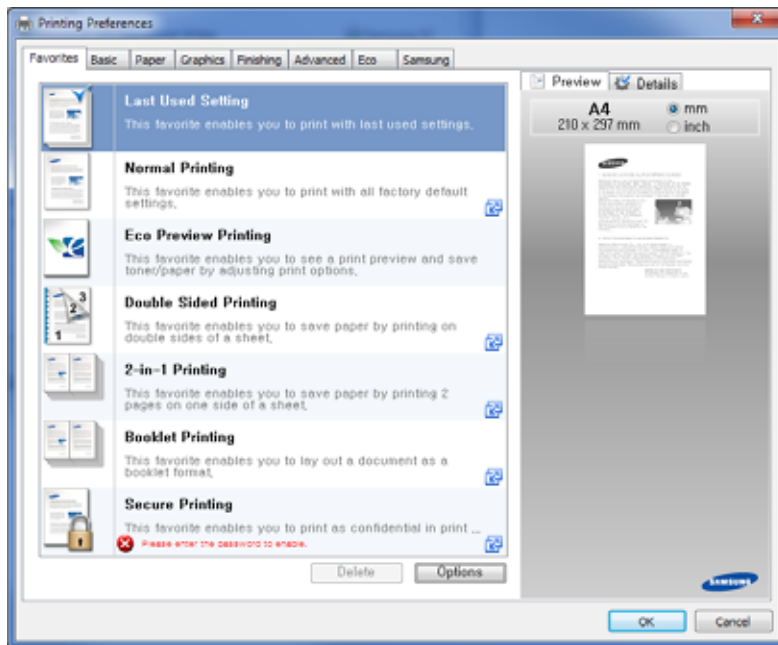 Printing Preferences
Favorites Basic Paper Graphics Finishing Advanced Eco Samsung
Last Used Setting
This favorite enables you to print with last used settings.
Normal Printing
This favorite enables you to print with all factory default
settings.
Eco Preview Printing
This favorite enables you to see a print preview and save
toner/paper by adjusting print options.
Double Sided Printing
This favorite enables you to save paper by printing on
double sides of a sheet.
2-in-1 Printing
This favorite enables you to save paper by printing 2
pages on one side of a sheet.
Booklet Printing
This favorite enables you to lay out a document as a
booklet format.
Secure Printing
This favorite enables you to print as confidential in print ...
Please enter the password to enable.
Delete Options
Preview Details
A4 mm
210 x 297 mm inch
SAMSUNG
OK Cancel
1 2 3